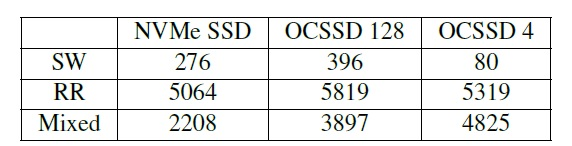 NVMe SSD OCSSD 128 OCSSD 4
SW 276 396 80
RR 5064 5819 5319
Mixed 2208 3897 4825